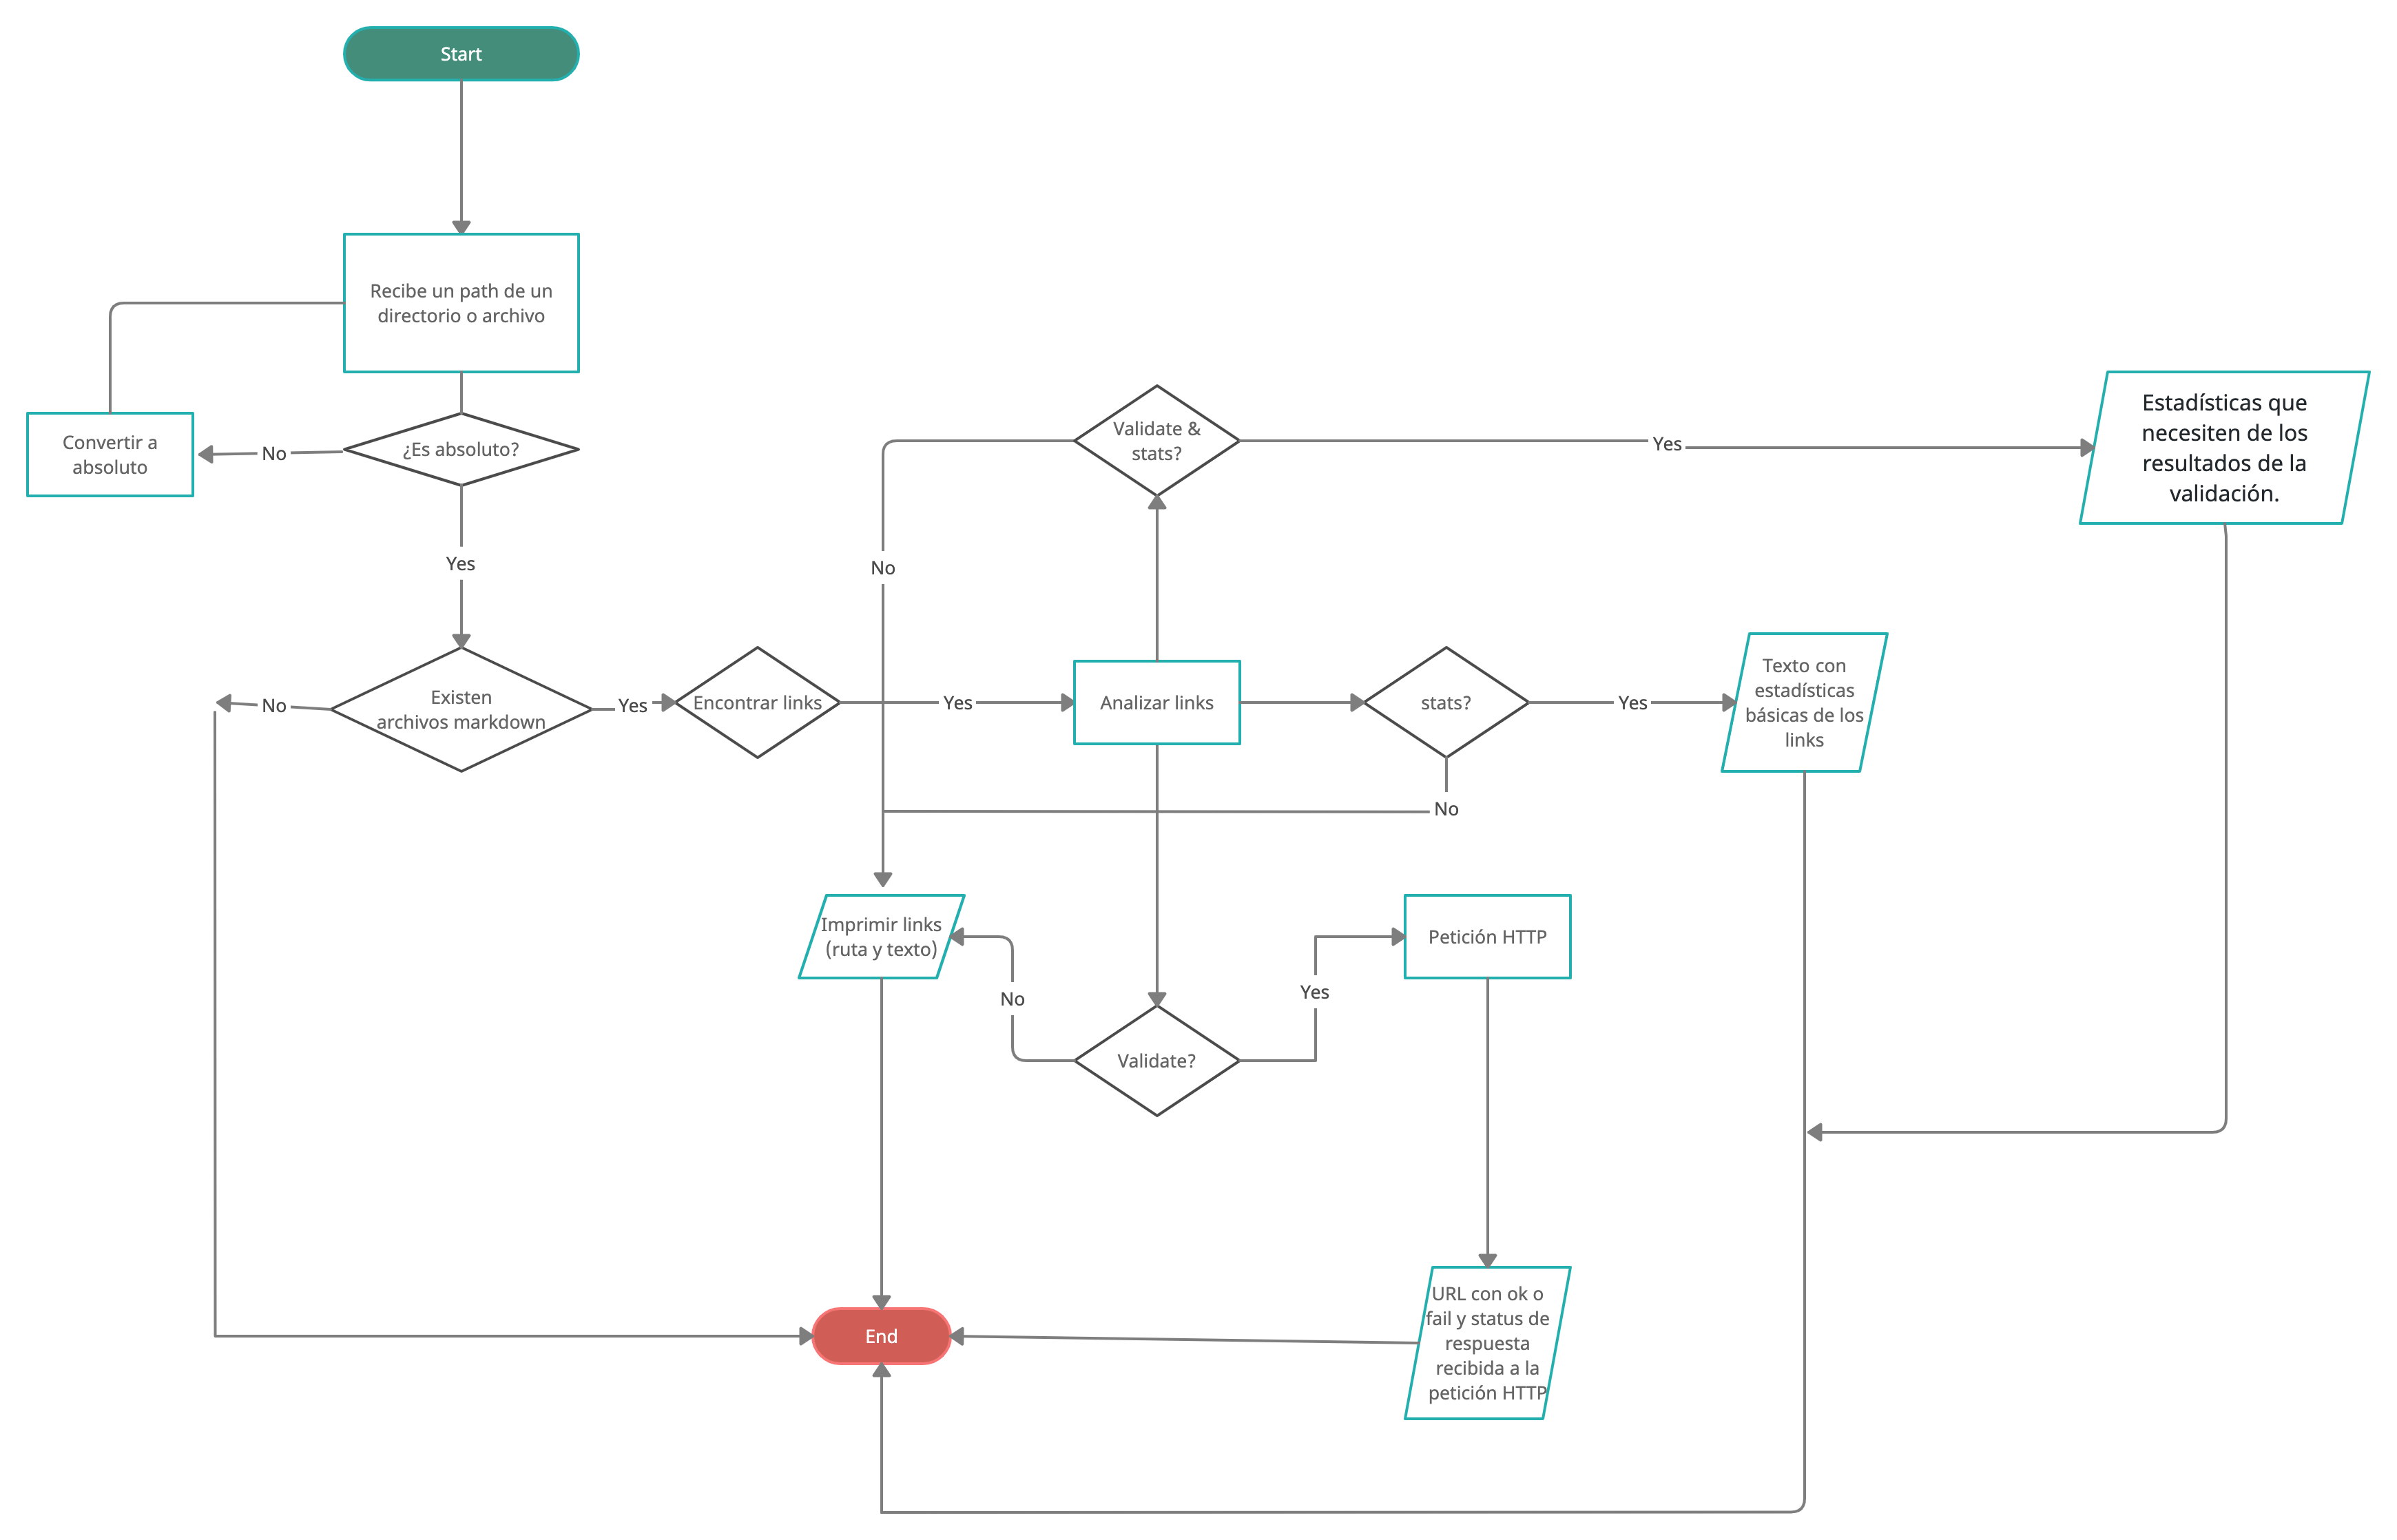 Start
Recibe un path de un
directorio o archivo
Convertir a
absoluto
No
¿Es absoluto?
Yes
Existen
archivos markdown
No
Yes
Encontrar links
Yes
Analizar links
Validate &
stats?
No
Yes
Estadísticas que
necesiten de los
resultados de la
validación.
stats?
Yes
No
Texto con
estadísticas
básicas de los
links
Imprimir links
(ruta y texto)
No
Validate?
Yes
Petición HTTP
URL con ok o
fail y status de
respuesta
recibida a la
petición HTTP
End